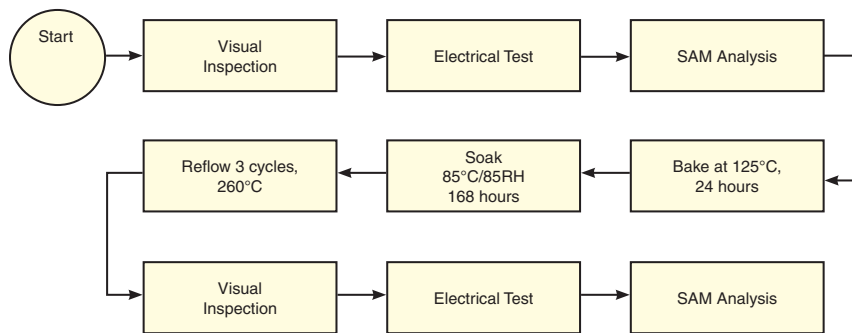 Start
Visual
Inspection
Electrical Test
SAM Analysis
Bake at 125°C,
24 hours
Soak
85°C/85RH
168 hours
Reflow 3 cycles,
260°C
Visual
Inspection
Electrical Test
SAM Analysis